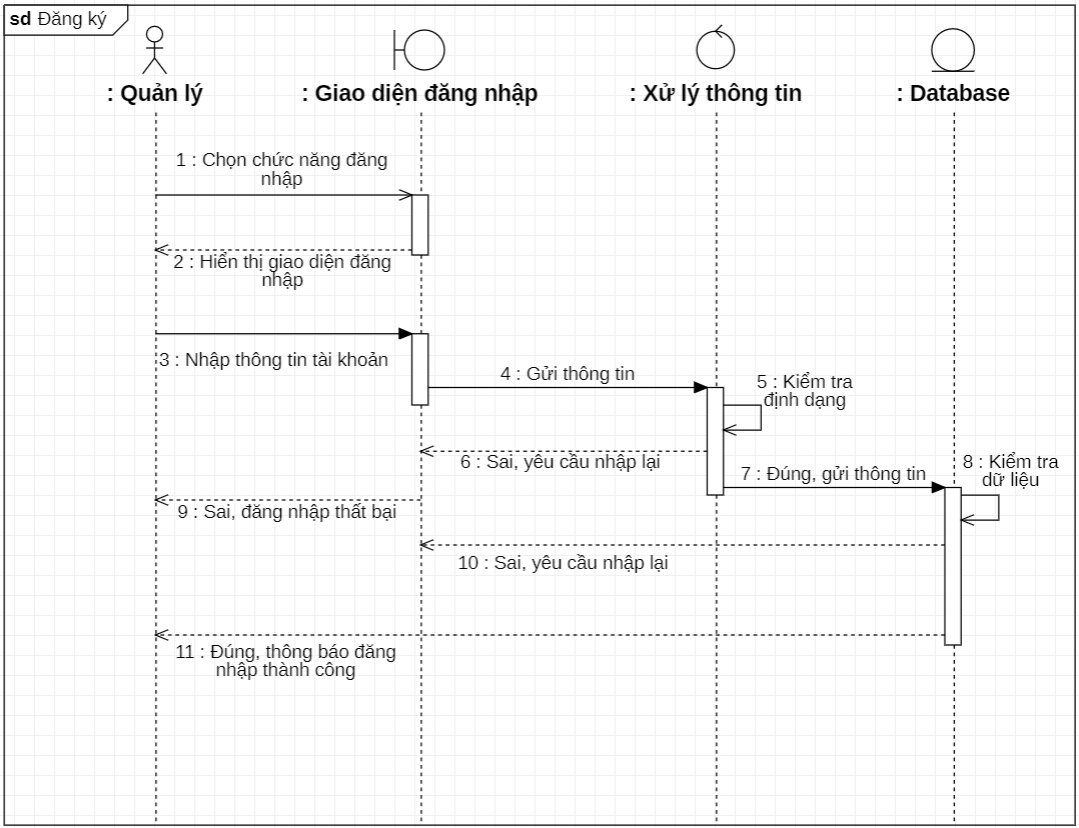 sd Đăng ký
: Quản lý
: Giao diện đăng nhập
: Xử lý thông tin
: Database
1 : Chọn chức năng đăng
nhập
2 : Hiển thị giao diện đăng
nhập
3 : Nhập thông tin tài khoản
4 : Gửi thông tin
5 : Kiểm tra
định dạng
6 : Sai, yêu cầu nhập lại
7 : Đúng, gửi thông tin
8 : Kiểm tra
dữ liệu
9 : Sai, đăng nhập thất bại
10 : Sai, yêu cầu nhập lại
11 : Đúng, thông báo đăng
nhập thành công